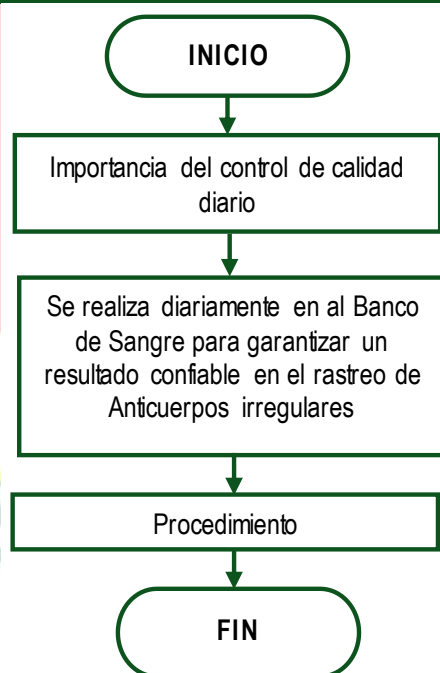 INICIO
Importancia del control de calidad
diario
Se realiza diariamente en al Banco
de Sangre para garantizar un
resultado confiable en el rastreo de
Anticuerpos irregulares
Procedimiento
FIN